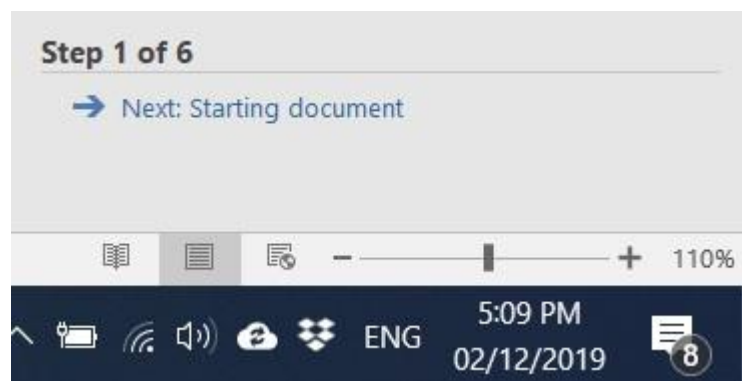 Step 1 of 6
Next: Starting document
110%
ENG
5:09 PM
02/12/2019
8